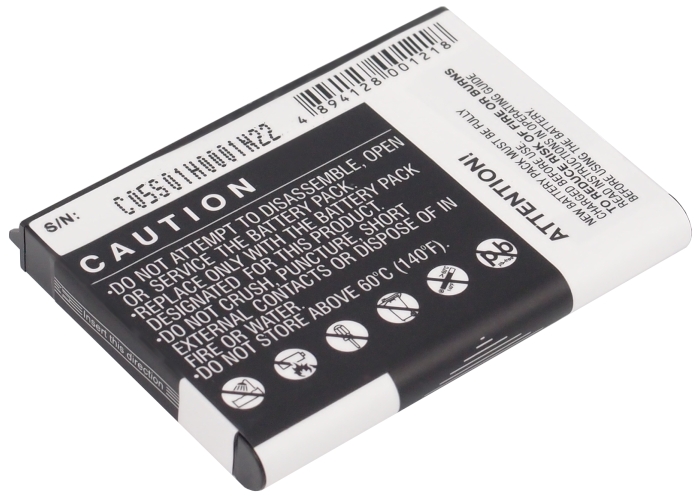 4 894128 001218
S/N: C05S01H0001H22
CAUTION
•DO NOT ATTEMPT TO DISASSEMBLE, OPEN
OR SERVICE THE BATTERY PACK.
•REPLACE ONLY WITH THE BATTERY PACK
DESIGNATED FOR THIS PRODUCT.
•DO NOT CRUSH, PUNCTURE, SHORT
EXTERNAL CONTACTS OR DISPOSE OF IN
FIRE OR WATER.
•DO NOT STORE ABOVE 60°C (140°F).
Pb
Insert this direction
ATTENTION!
NEW BATTERY PACK MUST BE FULLY
CHARGED BEFORE USE.
TO REDUCE RISK OF FIRE OR BURNS
READ INSTRUCTIONS IN OPERATING GUIDE
BEFORE USING THE BATTERY.